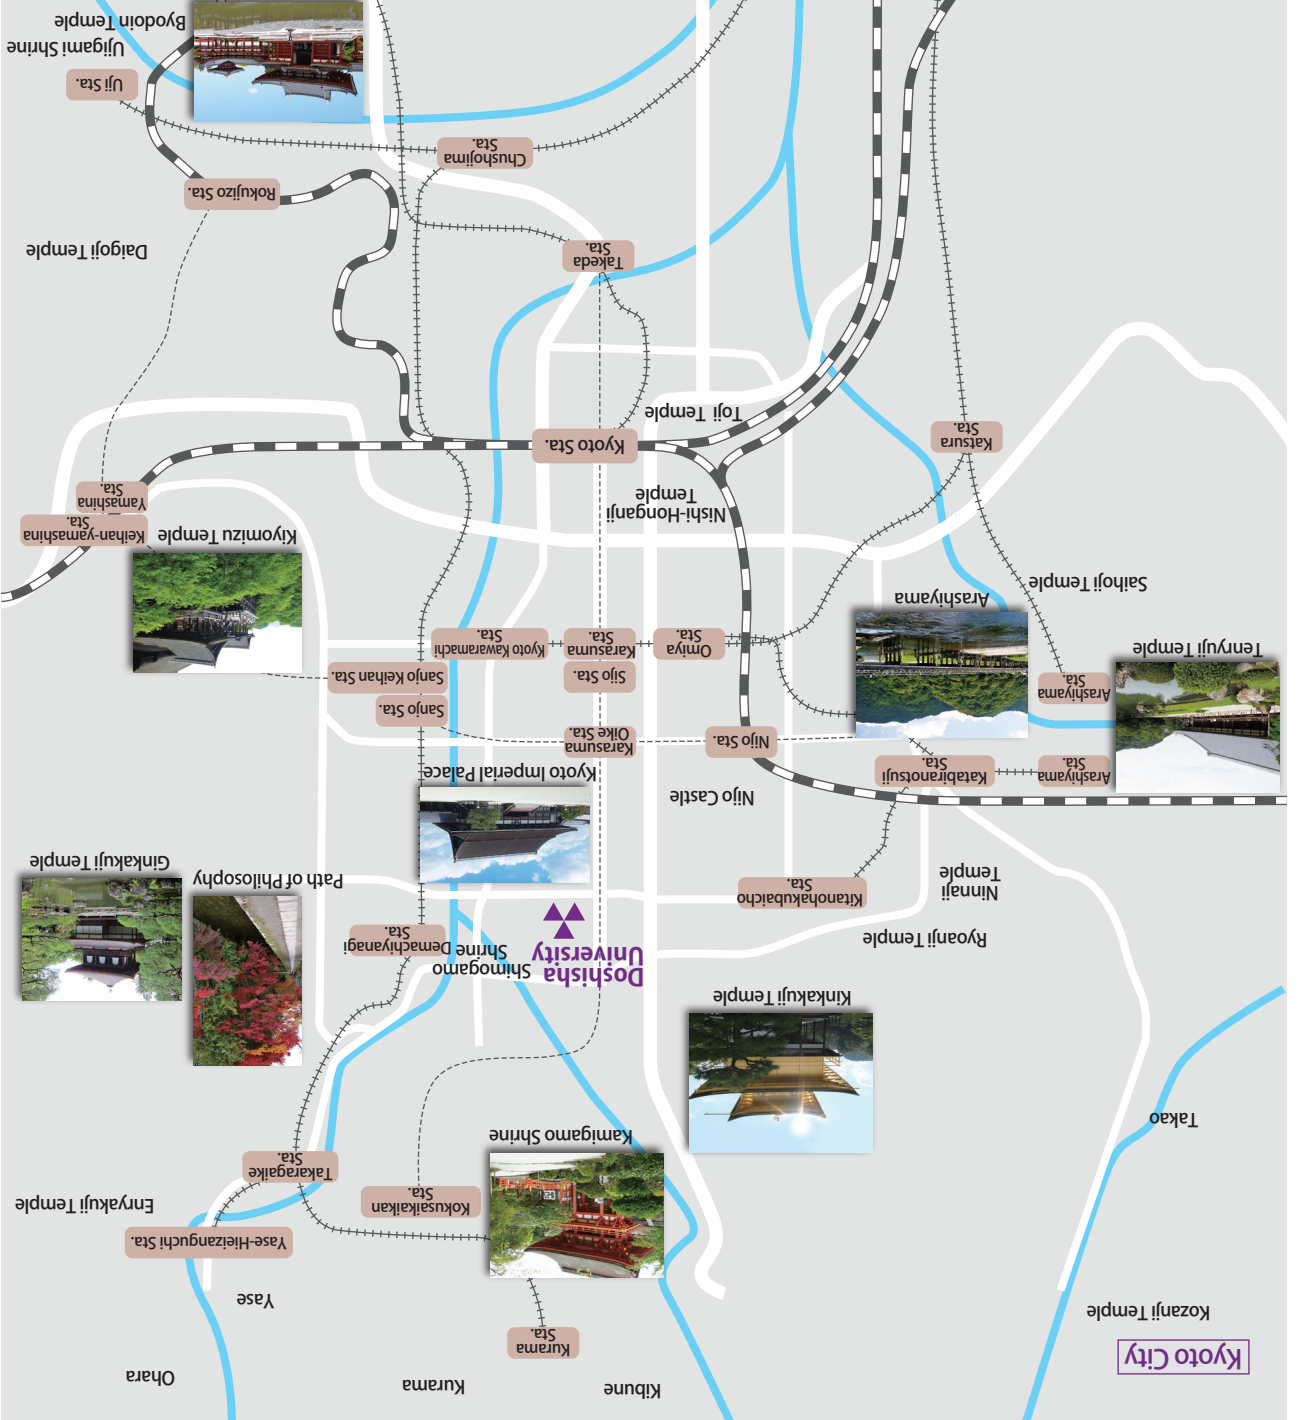 Kyoto City
Kozanji Temple
Kibune
Kurama
Ohara
Kurama
Sta.
Yase
Yase-Hieizanguchi Sta.
Enryakuji Temple
Kokusaikaikan
Sta.
Takaragaike
Sta.
Kamigamo Shrine
Takao
Kinkakuji Temple
Doshisha
University
Shimogamo
Shrine
Demachiyanagi
Sta.
Ryoanji Temple
Ninnaji
Temple
Kitanohakubaicho
Sta.
Path of Philosophy
Ginkakuji Temple
Nijo Castle
Kyoto Imperial Palace
Arashiyama
Sta.
Katabiranotsuji
Sta.
Nijo Sta.
Karasuma
Oike Sta.
Sanjo Sta.
Arashiyama
Sta.
Sijo Sta.
Sanjo Keihan Sta.
Tenryuji Temple
Omiya
Sta.
Karasuma
Sta.
Kyoto Kawaramachi
Sta.
Arashiyama
Saihoji Temple
Kiyomizu Temple
Keihan-yamashina
Sta.
Nishi-Honganji
Temple
Yamashina
Sta.
Kyoto Sta.
Katsura
Sta.
Toji Temple
Takeda
Sta.
Daigoji Temple
Rokujizo Sta.
Chushojima
Sta.
Uji Sta.
Ujigami Shrine
Byodoin Temple